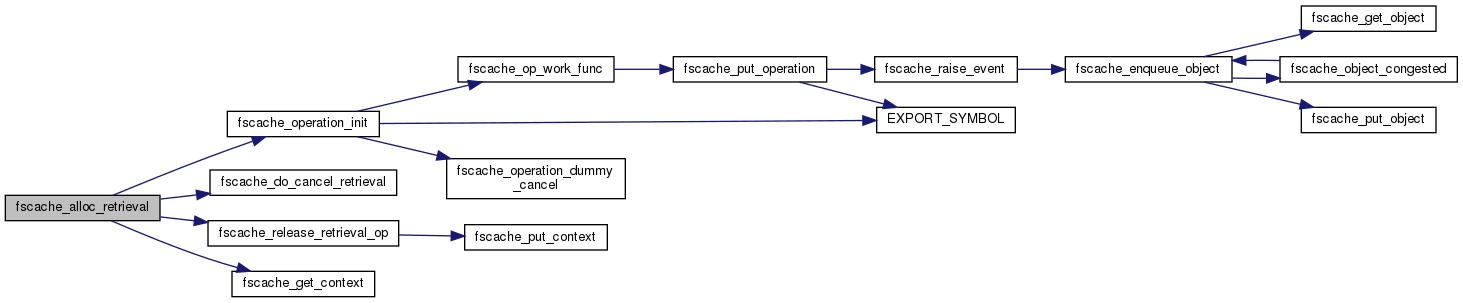 fscache_get_object
fscache_op_work_func
fscache_put_operation
fscache_raise_event
fscache_enqueue_object
fscache_object_congested
fscache_operation_init
EXPORT_SYMBOL
fscache_put_object
fscache_operation_dummy
_cancel
fscache_do_cancel_retrieval
fscache_alloc_retrieval
fscache_release_retrieval_op
fscache_put_context
fscache_get_context